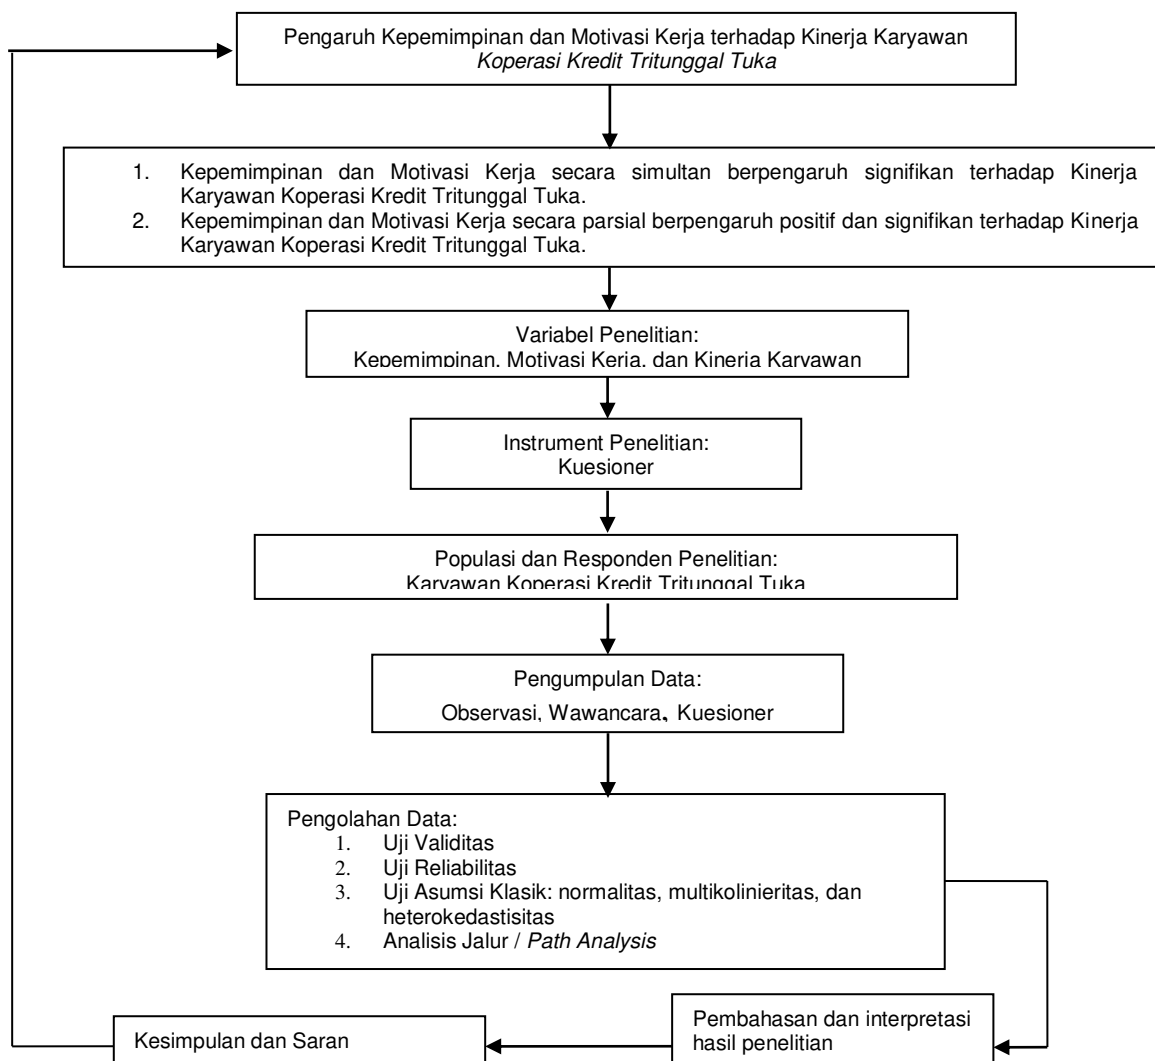 Pengaruh Kepemimpinan dan Motivasi Kerja terhadap Kinerja Karyawan
Koperasi Kredit Tritunggal Tuka
1. Kepemimpinan dan Motivasi Kerja secara simultan berpengaruh signifikan terhadap Kinerja
Karyawan Koperasi Kredit Tritunggal Tuka.
2. Kepemimpinan dan Motivasi Kerja secara parsial berpengaruh positif dan signifikan terhadap Kinerja
Karyawan Koperasi Kredit Tritunggal Tuka.
Variabel Penelitian:
Kepemimpinan, Motivasi Kerja, dan Kinerja Karyawan
Instrument Penelitian:
Kuesioner
Populasi dan Responden Penelitian:
Karyawan Koperasi Kredit Tritunggal Tuka
Pengumpulan Data:
Observasi, Wawancara, Kuesioner
Pengolahan Data:
1. Uji Validitas
2. Uji Reliabilitas
3. Uji Asumsi Klasik: normalitas, multikolinieritas, dan
heterokedastisitas
4. Analisis Jalur / Path Analysis
Pembahasan dan interpretasi
hasil penelitian
Kesimpulan dan Saran